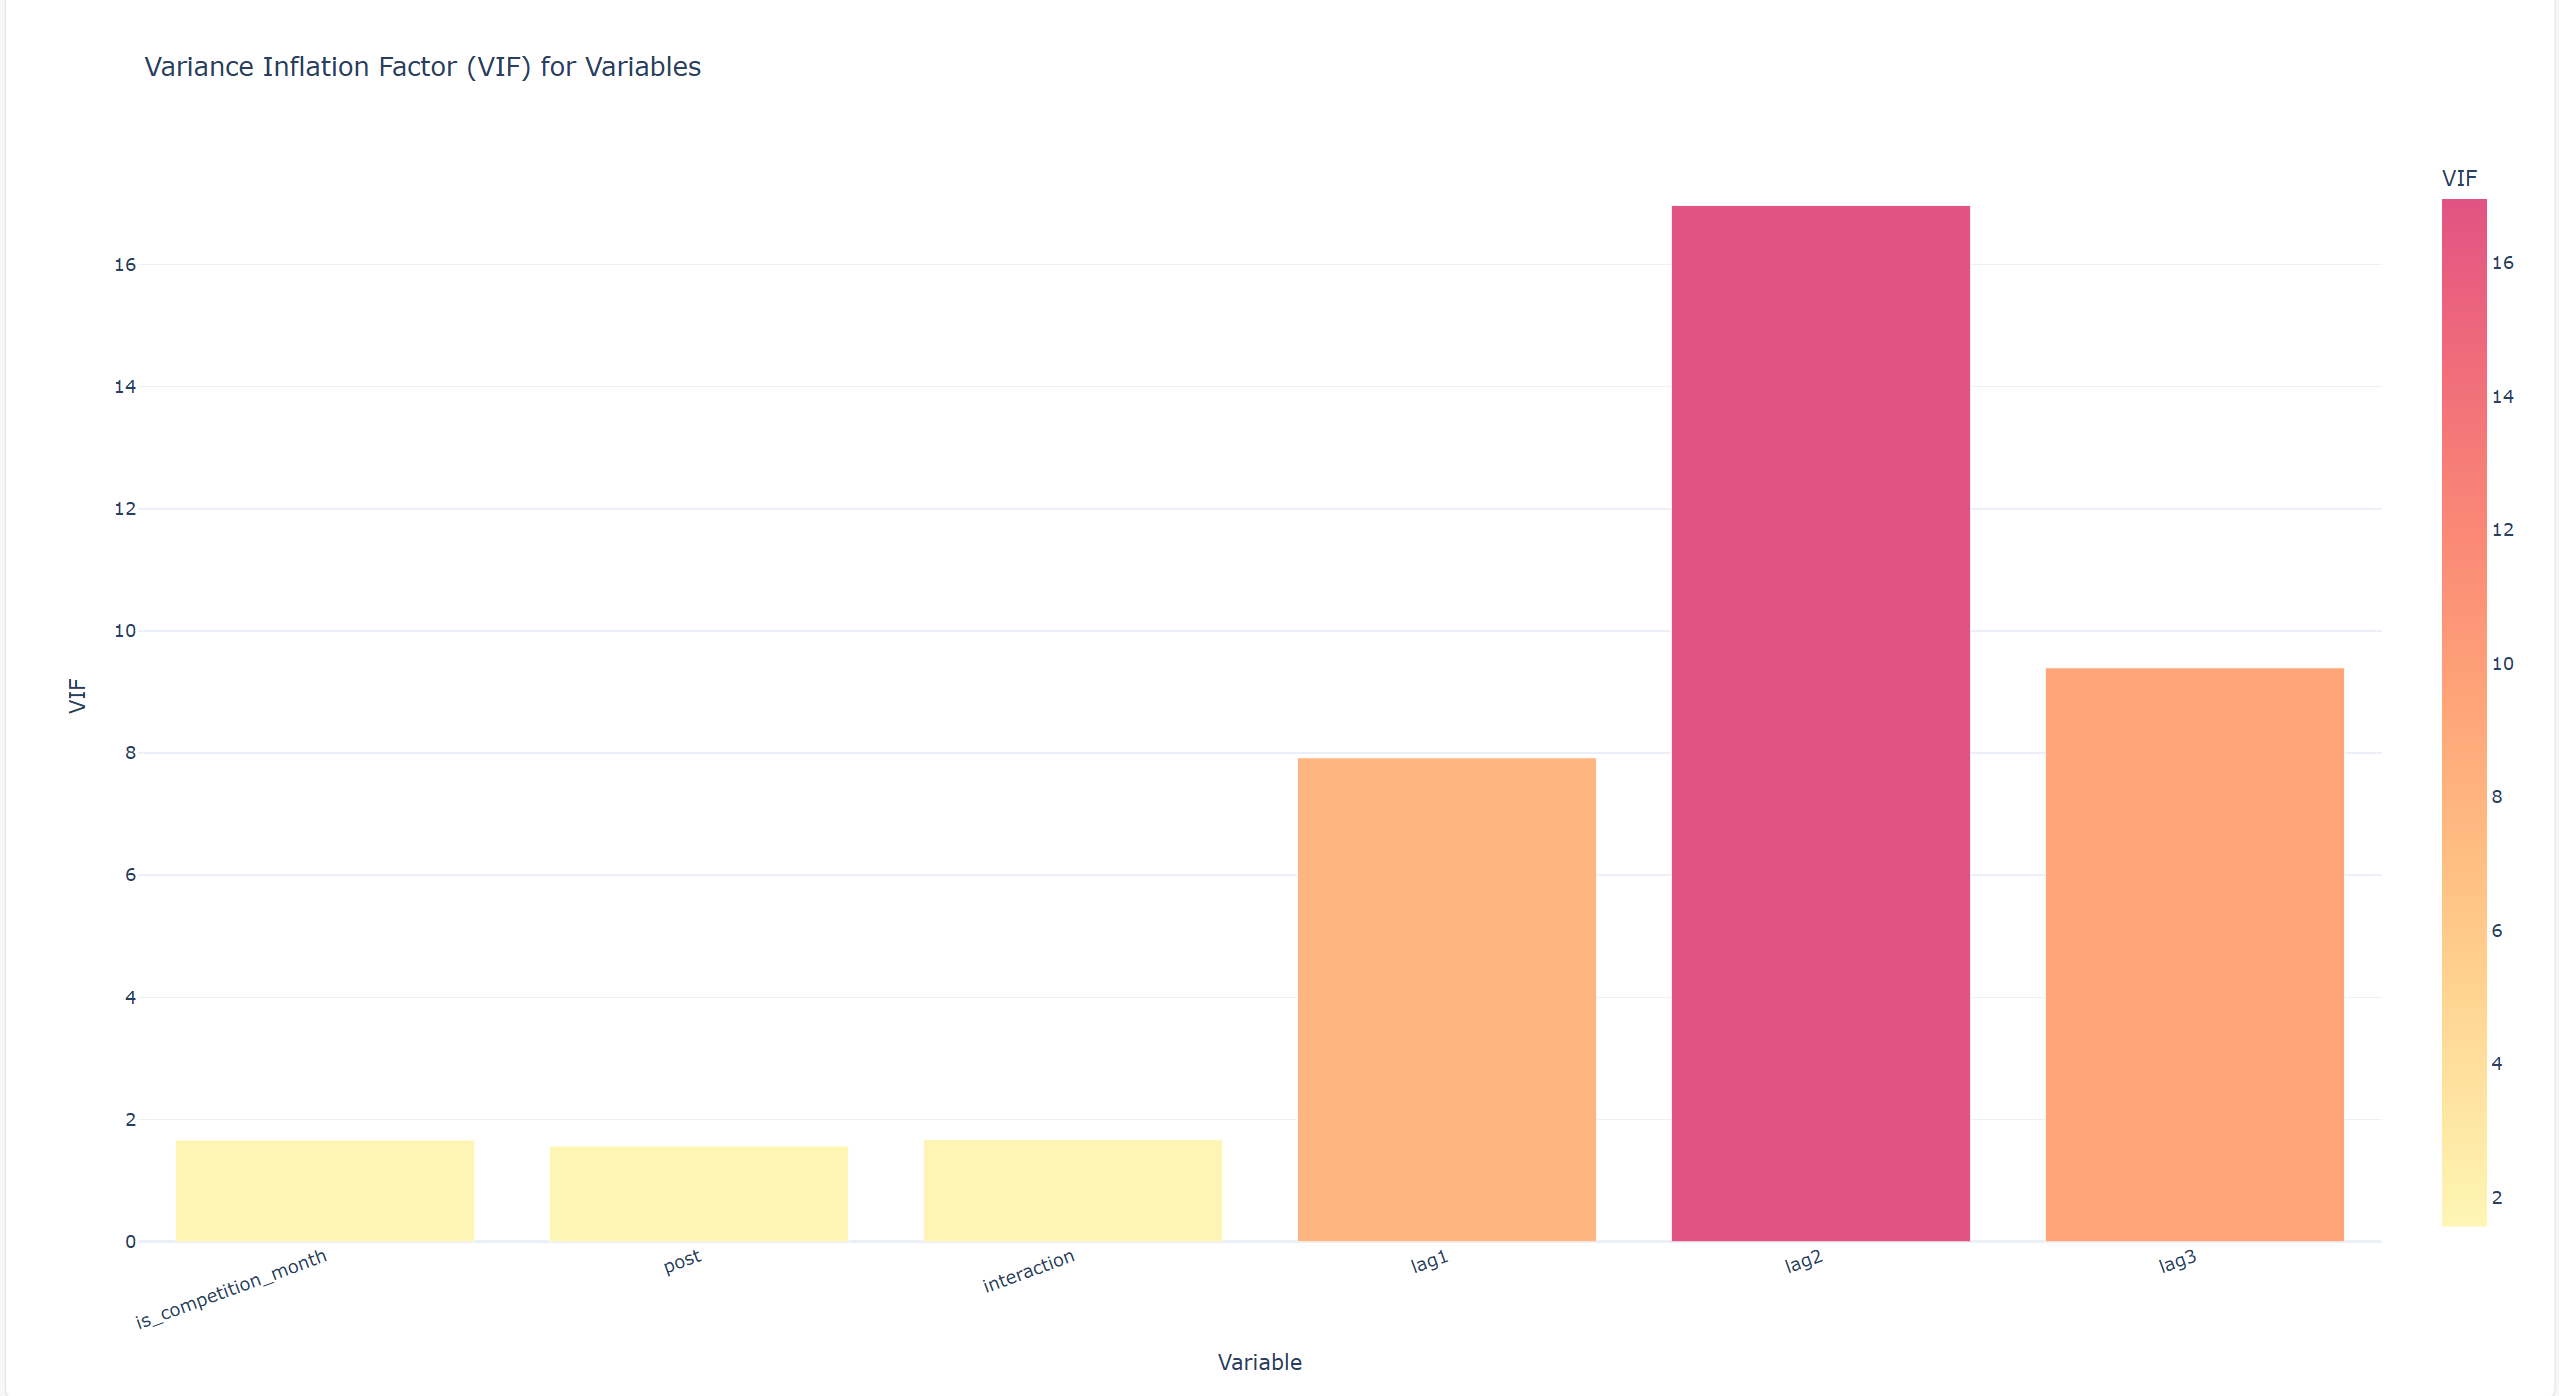 Variance Inflation Factor (VIF) for Variables
VIF
16
14
12
10
8
6
4
2
0
is_competition_month
post
interaction
lag1
lag2
lag3
Variable
VIF
16
14
12
10
8
6
4
2